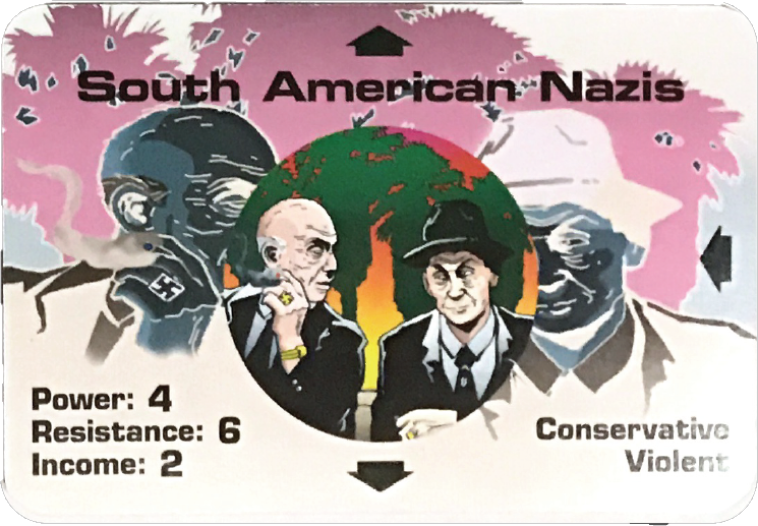 South American Nazis
Power: 4
Resistance: 6
Income: 2
Conservative
Violent